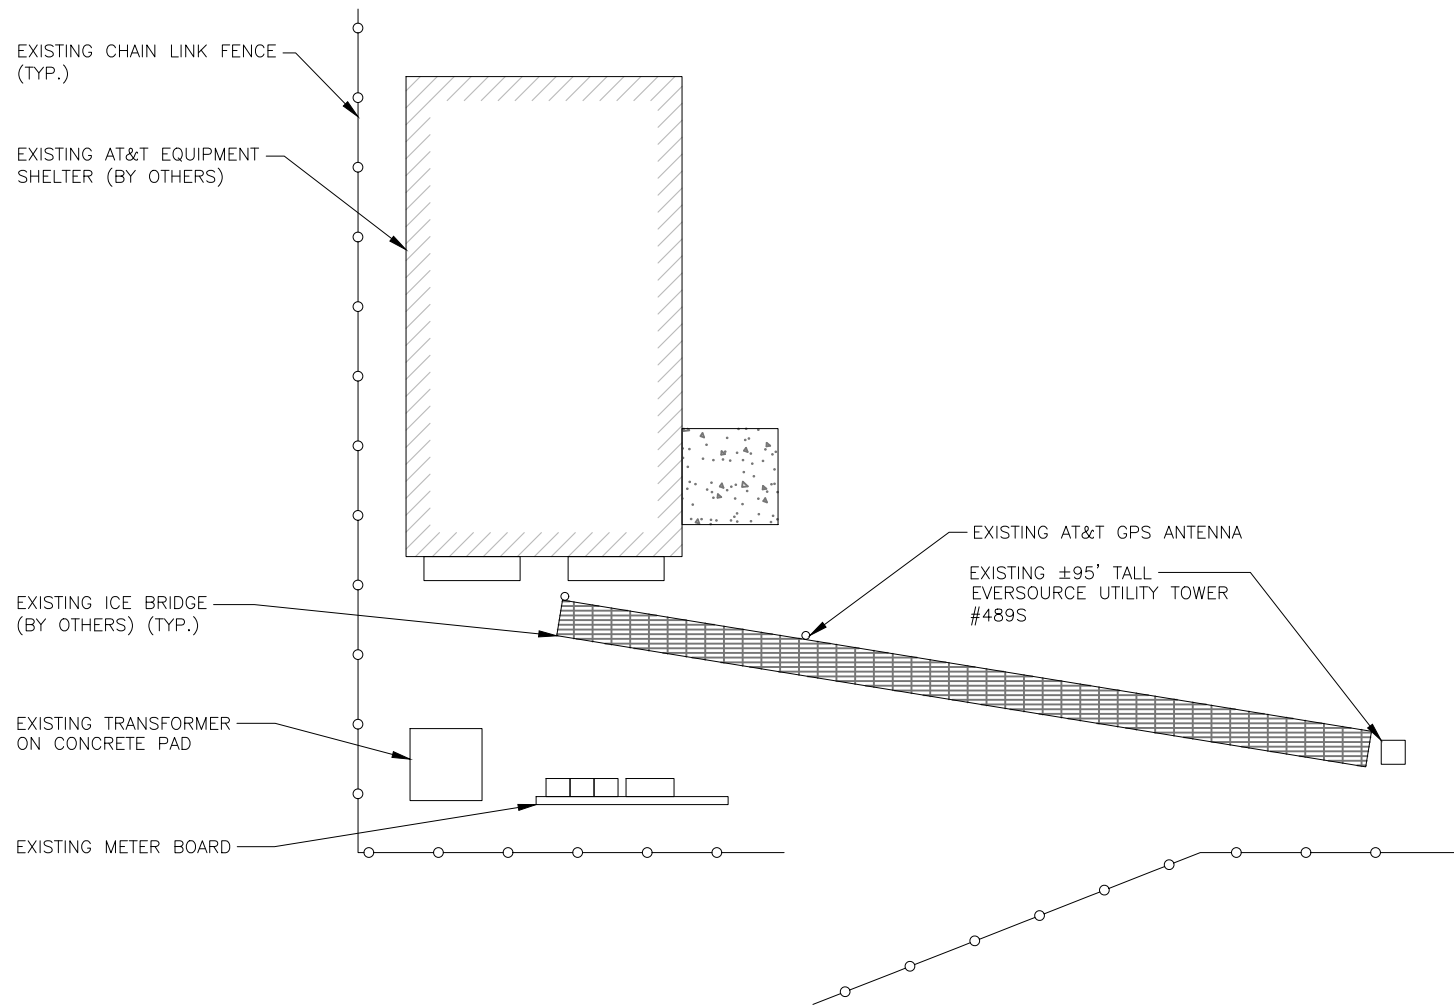 EXISTING CHAIN LINK FENCE
(TYP.)
EXISTING AT&T EQUIPMENT
SHELTER (BY OTHERS)
EXISTING AT&T GPS ANTENNA
EXISTING ±95' TALL
EVERSOURCE UTILITY TOWER
#489S
EXISTING ICE BRIDGE
(BY OTHERS) (TYP.)
EXISTING TRANSFORMER
ON CONCRETE PAD
EXISTING METER BOARD